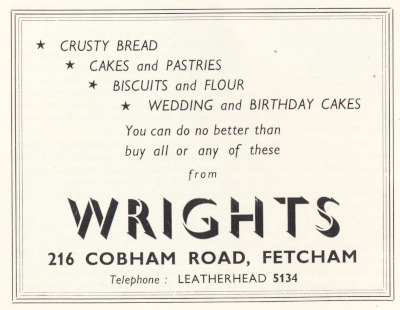 ★ CRUSTY BREAD
★ CAKES and PASTRIES
★ BISCUITS and FLOUR
★ WEDDING and BIRTHDAY CAKES
You can do no better than
buy all or any of these
from
WRIGHTS
216 COBHAM ROAD, FETCHAM
Telephone : LEATHERHEAD 5134